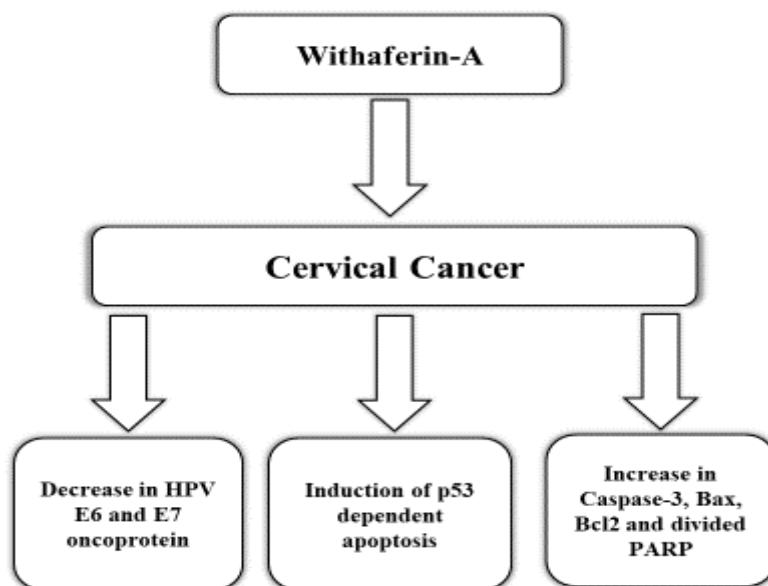 Withaferin-A
Cervical Cancer
Decrease in HPV
E6 and E7
oncoprotein
Induction of p53
dependent
apoptosis
Increase in
Caspase-3, Bax,
Bcl2 and divided
PARP